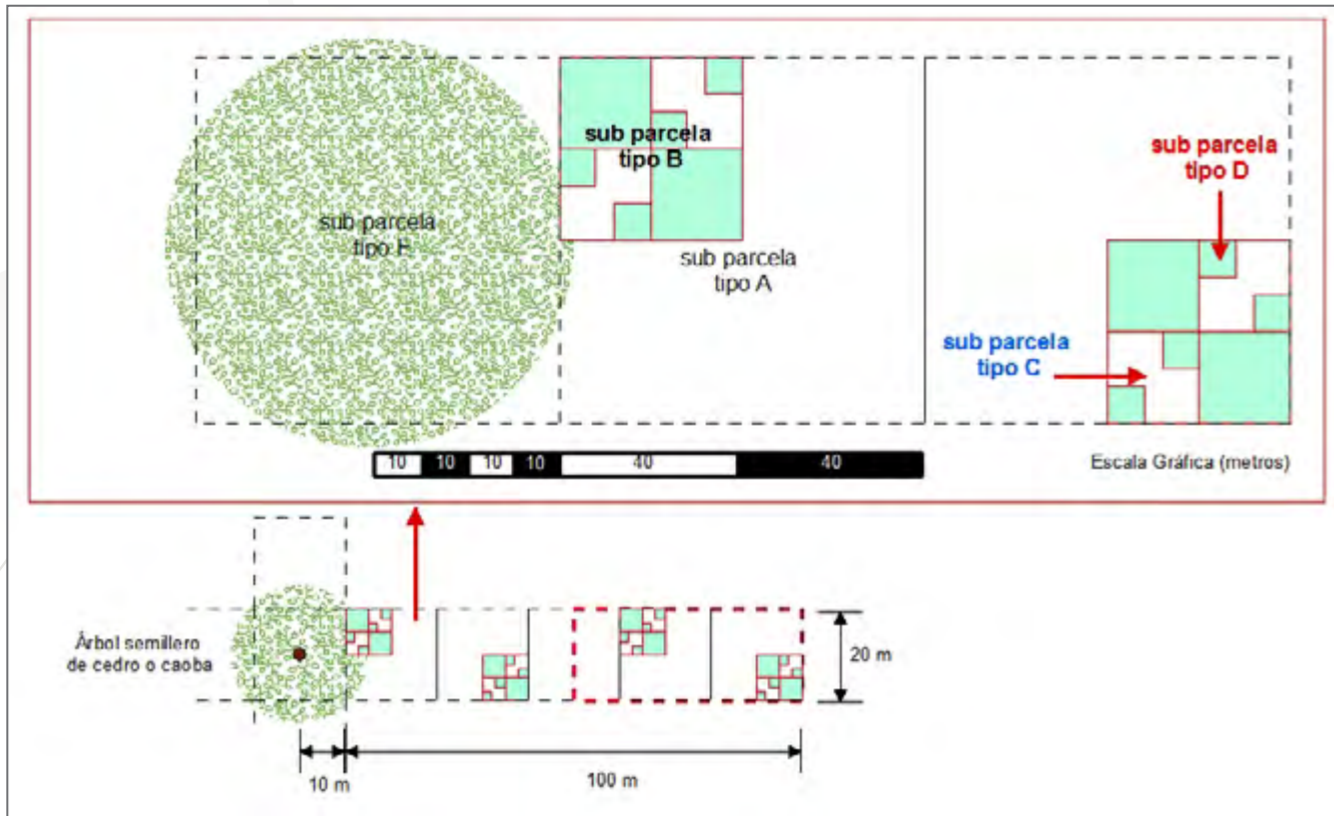 sub parcela
tipo B
sub parcela
tipo D
sub parcela
tipo E
sub parcela
tipo A
sub parcela
tipo C
10 10 10 10 40 40
Escala Gráfica (metros)
Árbol semillero
de cedro o caoba
20 m
10 m
100 m